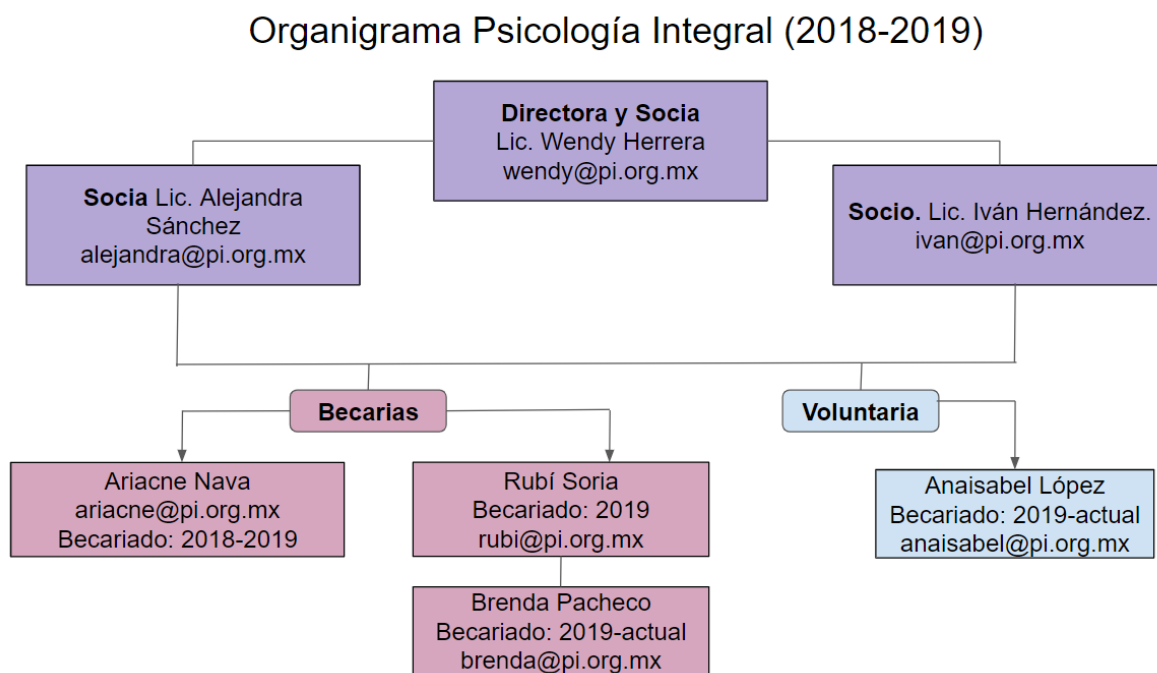 Organigrama Psicología Integral (2018-2019)
Directora y Socia
Lic. Wendy Herrera
wendy@pi.org.mx
Socia Lic. Alejandra
Sánchez
alejandra@pi.org.mx
Socio. Lic. Iván Hernández.
ivan@pi.org.mx
Becarias
Voluntaria
Ariacne Nava
ariacne@pi.org.mx
Becariado: 2018-2019
Rubí Soria
Becariado: 2019
rubi@pi.org.mx
Anaisabel López
Becariado: 2019-actual
anaisabel@pi.org.mx
Brenda Pacheco
Becariado: 2019-actual
brenda@pi.org.mx